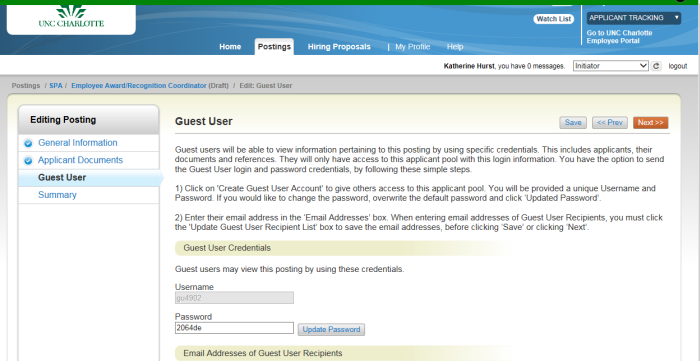 UNC CHARLOTTE
Watch List
APPLICANT TRACKING
Go to UNC Charlotte
Employee Portal
Home Postings Hiring Proposals | My Profile Help
Katherine Hurst, you have 0 messages. Initiator logout
Postings / SPA / Employee Award/Recognition Coordinator (Draft) / Edit: Guest User
Editing Posting
General Information
Applicant Documents
Guest User
Summary
Guest User
Save << Prev Next >>
Guest users will be able to view information pertaining to this posting by using specific credentials. This includes applicants, their
documents and references. They will only have access to this applicant pool with this login information. You have the option to send
the Guest User login and password credentials, by following these simple steps.
1) Click on 'Create Guest User Account' to give others access to this applicant pool. You will be provided a unique Username and
Password. If you would like to change the password, overwrite the default password and click 'Updated Password'.
2) Enter their email address in the 'Email Addresses' box. When entering email addresses of Guest User Recipients, you must click
the 'Update Guest User Recipient List' box to save the email addresses, before clicking 'Save' or clicking 'Next'.
Guest User Credentials
Guest users may view this posting by using these credentials.
Username
gu4902
Password
2064de
Update Password
Email Addresses of Guest User Recipients